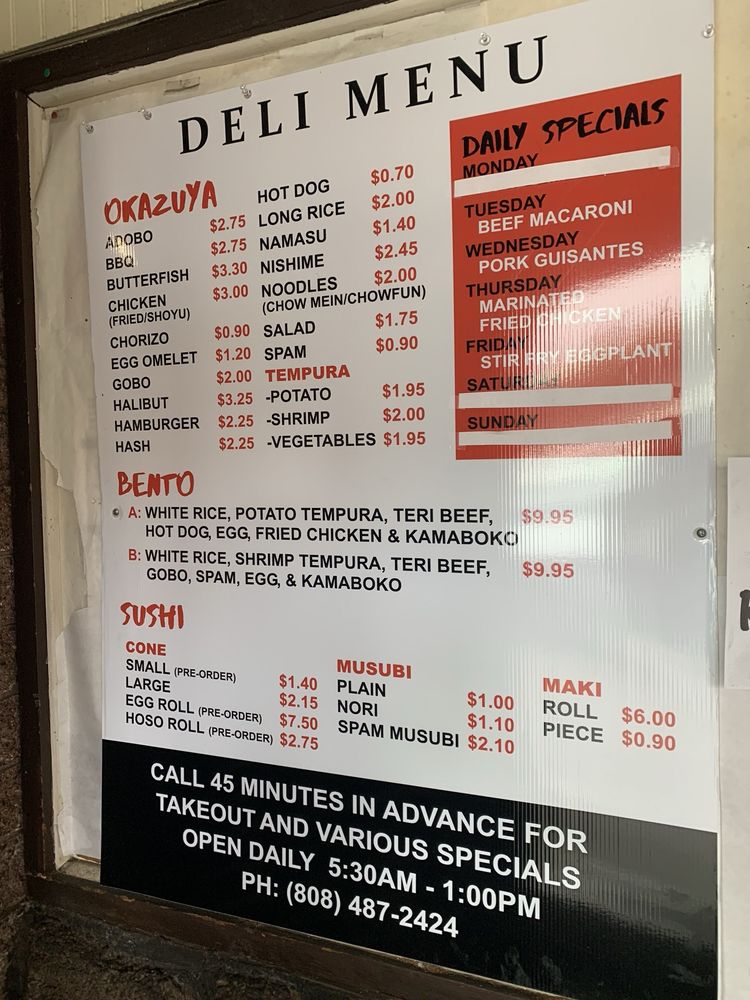 DELI MENU
OKAZUYA
ADOBO $2.75
BBQ $2.75
BUTTERFISH $3.30
CHICKEN $3.00
(FRIED/SHOYU)
CHORIZO $0.90
EGG OMELET $1.20
GOBO $2.00
HALIBUT $3.25
HAMBURGER $2.25
HASH $2.25
HOT DOG $0.70
LONG RICE $2.00
NAMASU $1.40
NISHIME $2.45
NOODLES $2.00
(CHOW MEIN/CHOWFUN)
SALAD $1.75
SPAM $0.90
TEMPURA
-POTATO $1.95
-SHRIMP $2.00
-VEGETABLES $1.95
DAILY SPECIALS
MONDAY
TUESDAY
BEEF MACARONI
WEDNESDAY
PORK GUISANTES
THURSDAY
MARINATED
FRIED CHICKEN
FRIDAY
STIR FRY EGGPLANT
SATURDAY
SUNDAY
BENTO
A: WHITE RICE, POTATO TEMPURA, TERI BEEF, $9.95
HOT DOG, EGG, FRIED CHICKEN & KAMABOKO
B: WHITE RICE, SHRIMP TEMPURA, TERI BEEF, $9.95
GOBO, SPAM, EGG, & KAMABOKO
SUSHI
CONE
SMALL (PRE-ORDER) $1.40
LARGE $2.15
EGG ROLL (PRE-ORDER) $7.50
HOSO ROLL (PRE-ORDER) $2.75
MUSUBI
PLAIN $1.00
NORI $1.10
SPAM MUSUBI $2.10
MAKI
ROLL $6.00
PIECE $0.90
CALL 45 MINUTES IN ADVANCE FOR
TAKEOUT AND VARIOUS SPECIALS
OPEN DAILY 5:30AM - 1:00PM
PH: (808) 487-2424